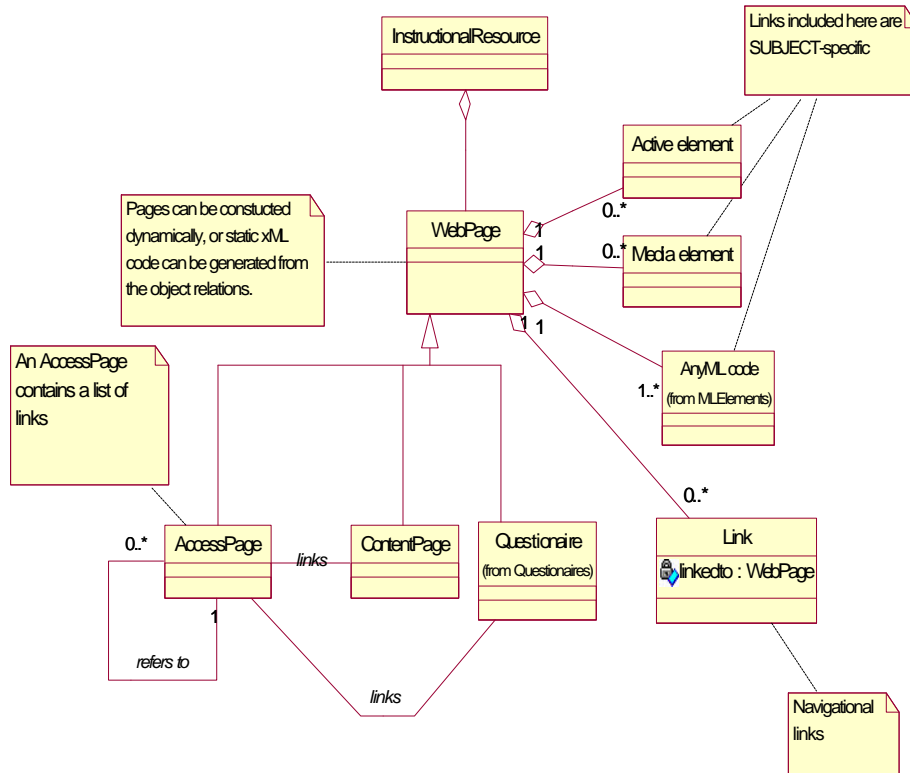 InstructionalResource
Links included here are
SUBJECT-specific
Active element
0..*
Pages can be constucted
dynamically, or static xML
code can be generated from
the object relations.
WebPage
1
1
0..*
Media element
1
1
An AccessPage
contains a list of
links
AnyML code
(from MLElements)
1..*
0..*
0..*
AccessPage
links
ContentPage
Questionaire
(from Questionaires)
Link
linkedto : WebPage
1
refers to
links
Navigational
links